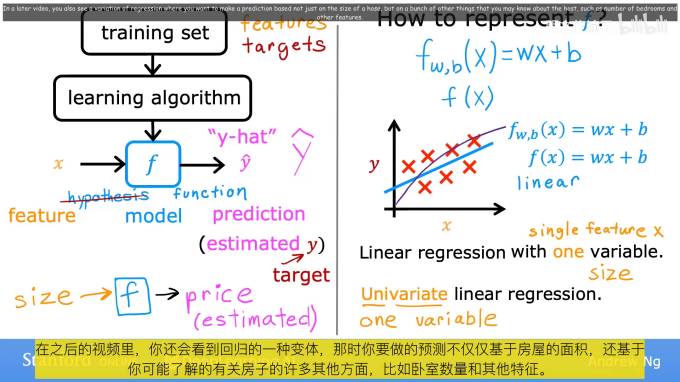 In a later video, you also see a variation of regression where you want to make a prediction based not just on the size of a hose, but on a bunch of other things that you may know about the host, such as number of bedrooms and
other features.
training set
features
targets
learning algorithm
x
f
"y-hat"
ŷ
ŷ
hypothesis
function
feature
model
prediction
(estimated y)
target
size → f → price
(estimated)
How to represent f?
bilibili
f_{w,b}(x) = wx + b
f(x)
y
x
f_{w,b}(x) = wx + b
f(x) = wx + b
linear
single feature x
Linear regression with one variable.
size
Univariate linear regression.
one variable
Andrew Ng
在之后的视频里，你还会看到回归的一种变体，那时你要做的预测不仅仅基于房屋的面积，还基于
你可能了解的有关房子的许多其他方面，比如卧室数量和其他特征。